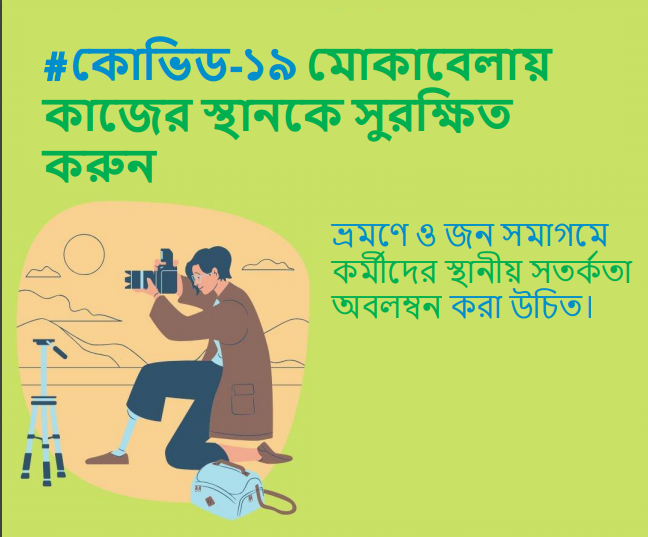 #কোভিড-১৯ মোকাবেলায়
কাজের স্থানকে সুরক্ষিত
করুন
ভ্রমণে ও জন সমাগমে
কর্মীদের স্থানীয় সতর্কতা
অবলম্বন করা উচিত।